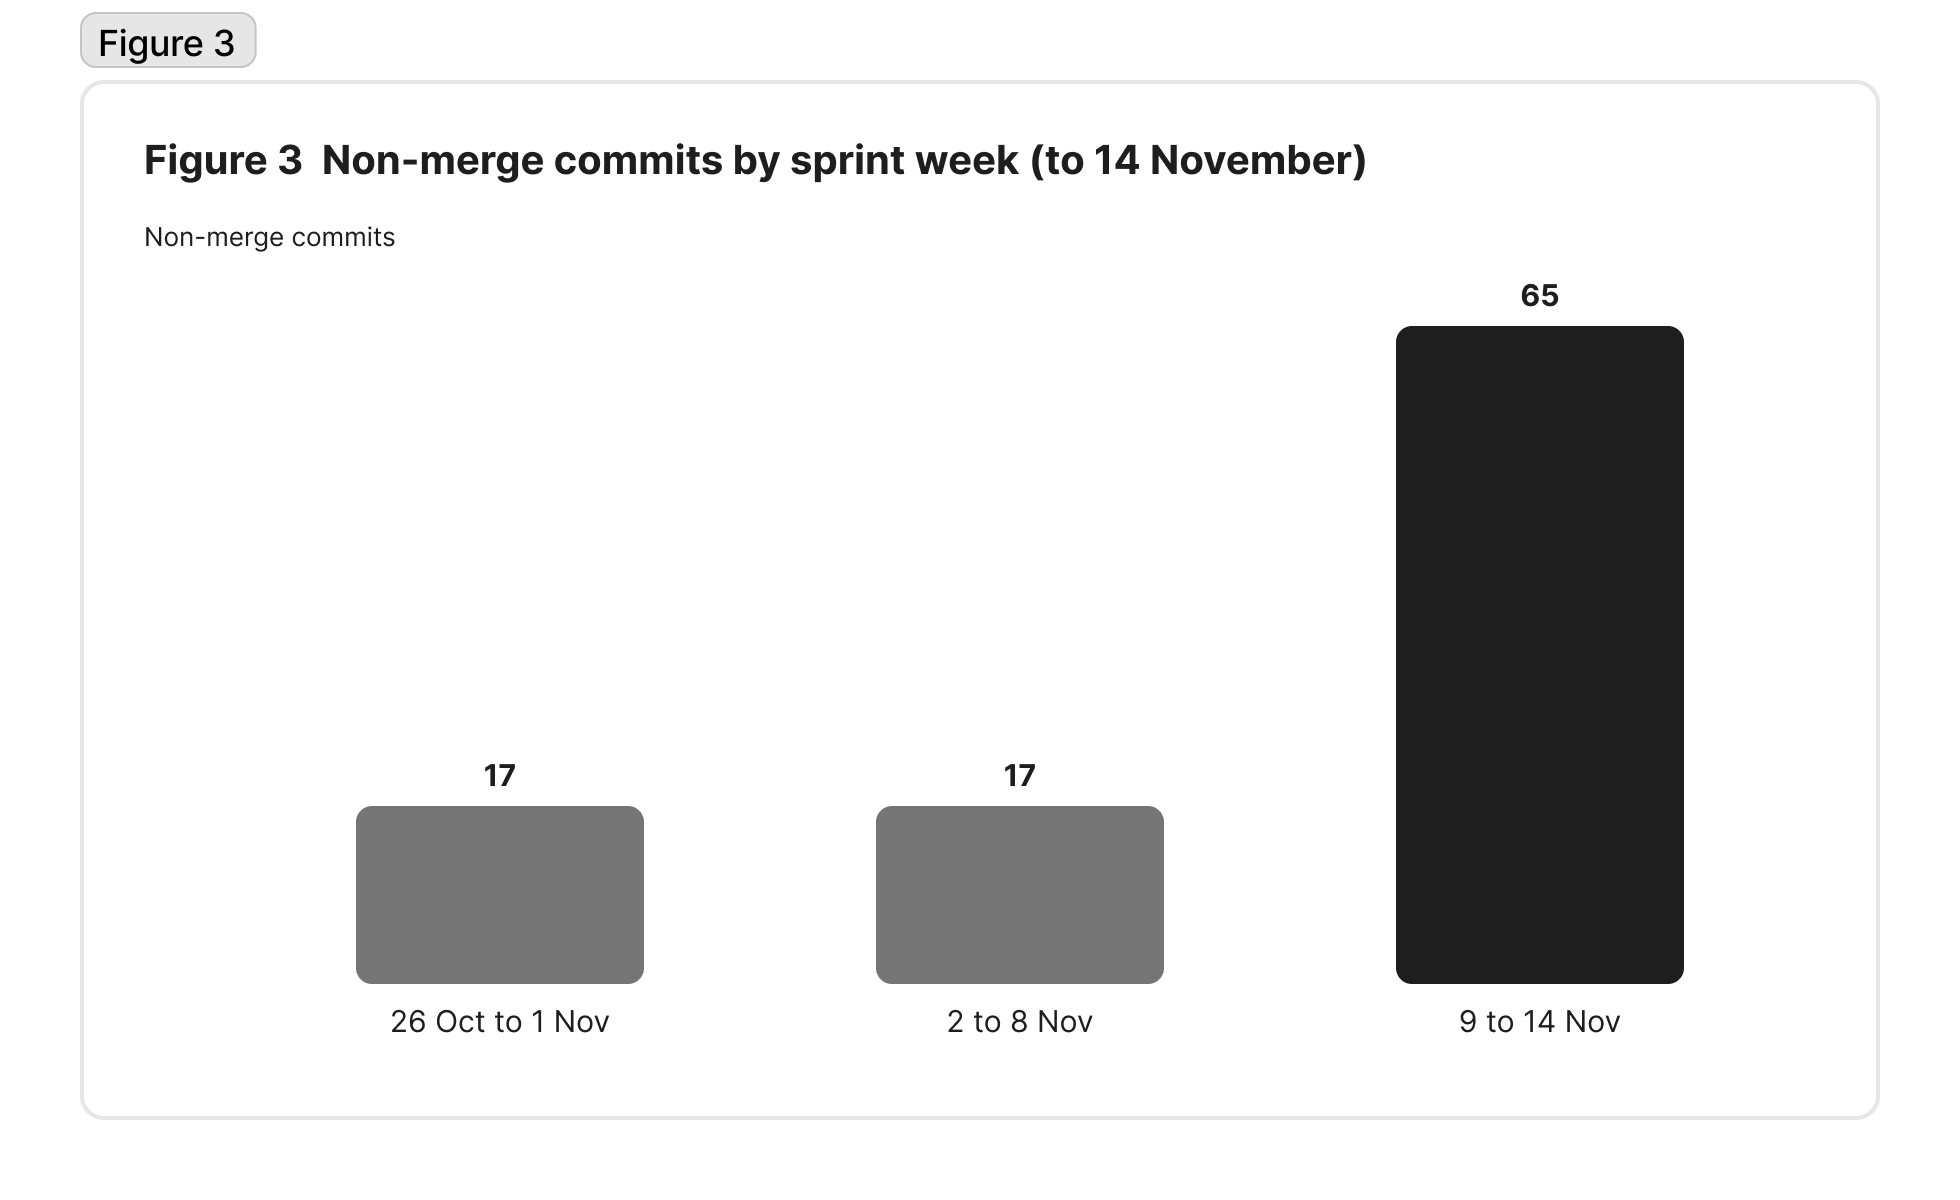 Figure 3
Figure 3  Non-merge commits by sprint week (to 14 November)
Non-merge commits
65
17
17
26 Oct to 1 Nov
2 to 8 Nov
9 to 14 Nov